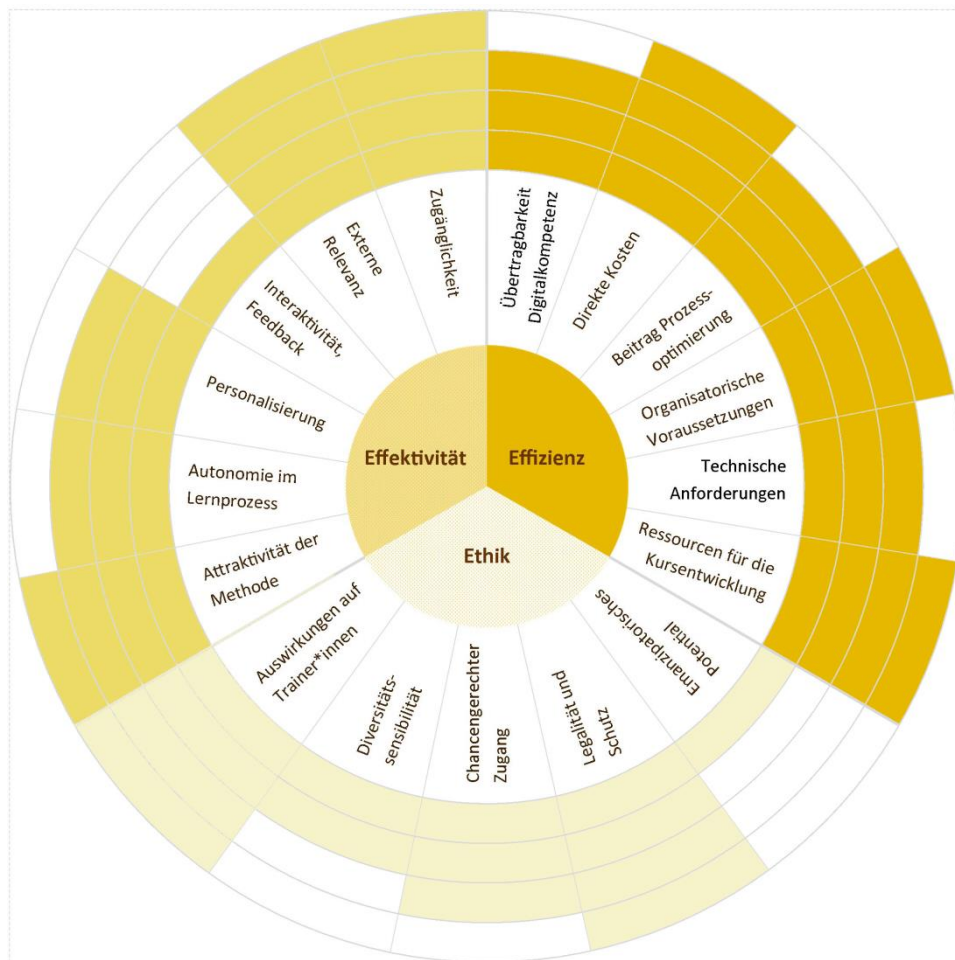 Zugänglichkeit
Externe
Relevanz
Interaktivität,
Feedback
Personalisierung
Autonomie im
Lernprozess
Attraktivität der
Methode
Übertragbarkeit
Digitalkompetenz
Direkte Kosten
Beitrag Prozess-
optimierung
Organisatorische
Voraussetzungen
Technische
Anforderungen
Ressourcen für die
Kursentwicklung
Effektivität
Effizienz
Ethik
Auswirkungen auf
Trainer*innen
Diversitäts-
sensibilität
Chancengerechter
Zugang
Legalität und
Schutz
Emanzipatorisches
Potential